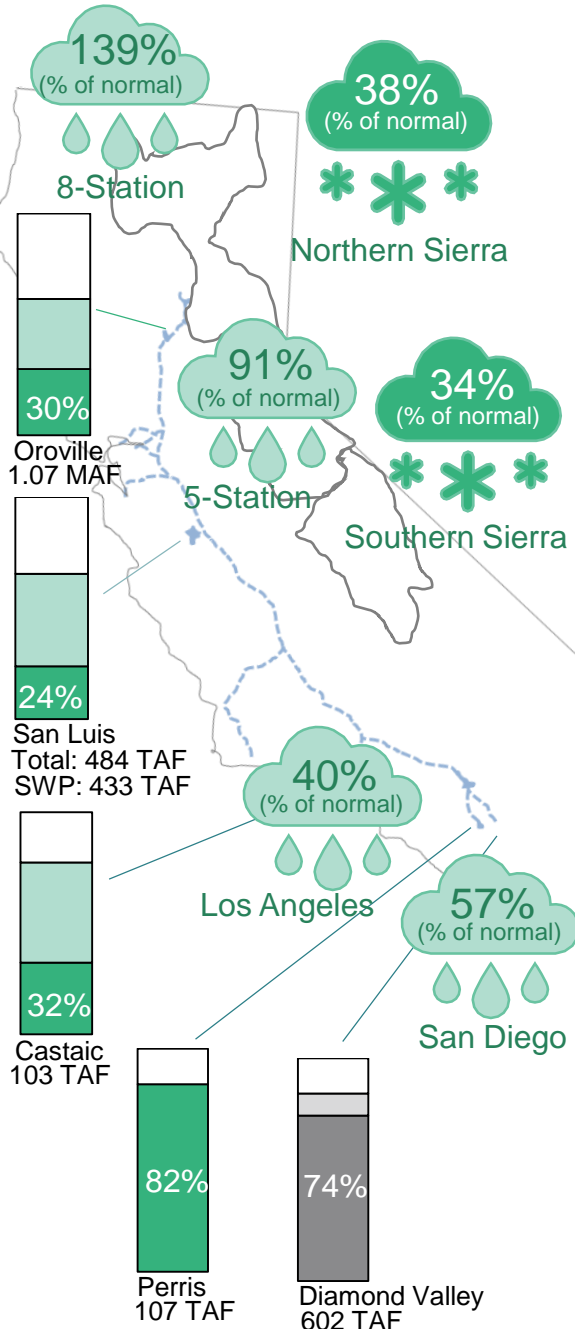 139%
(% of normal)
8-Station
38%
(% of normal)
Northern Sierra
30%
Oroville
1.07 MAF
91%
(% of normal)
5-Station
34%
(% of normal)
Southern Sierra
24%
San Luis
Total: 484 TAF
SWP: 433 TAF
40%
(% of normal)
Los Angeles
57%
(% of normal)
San Diego
32%
Castaic
103 TAF
82%
Perris
107 TAF
74%
Diamond Valley
602 TAF